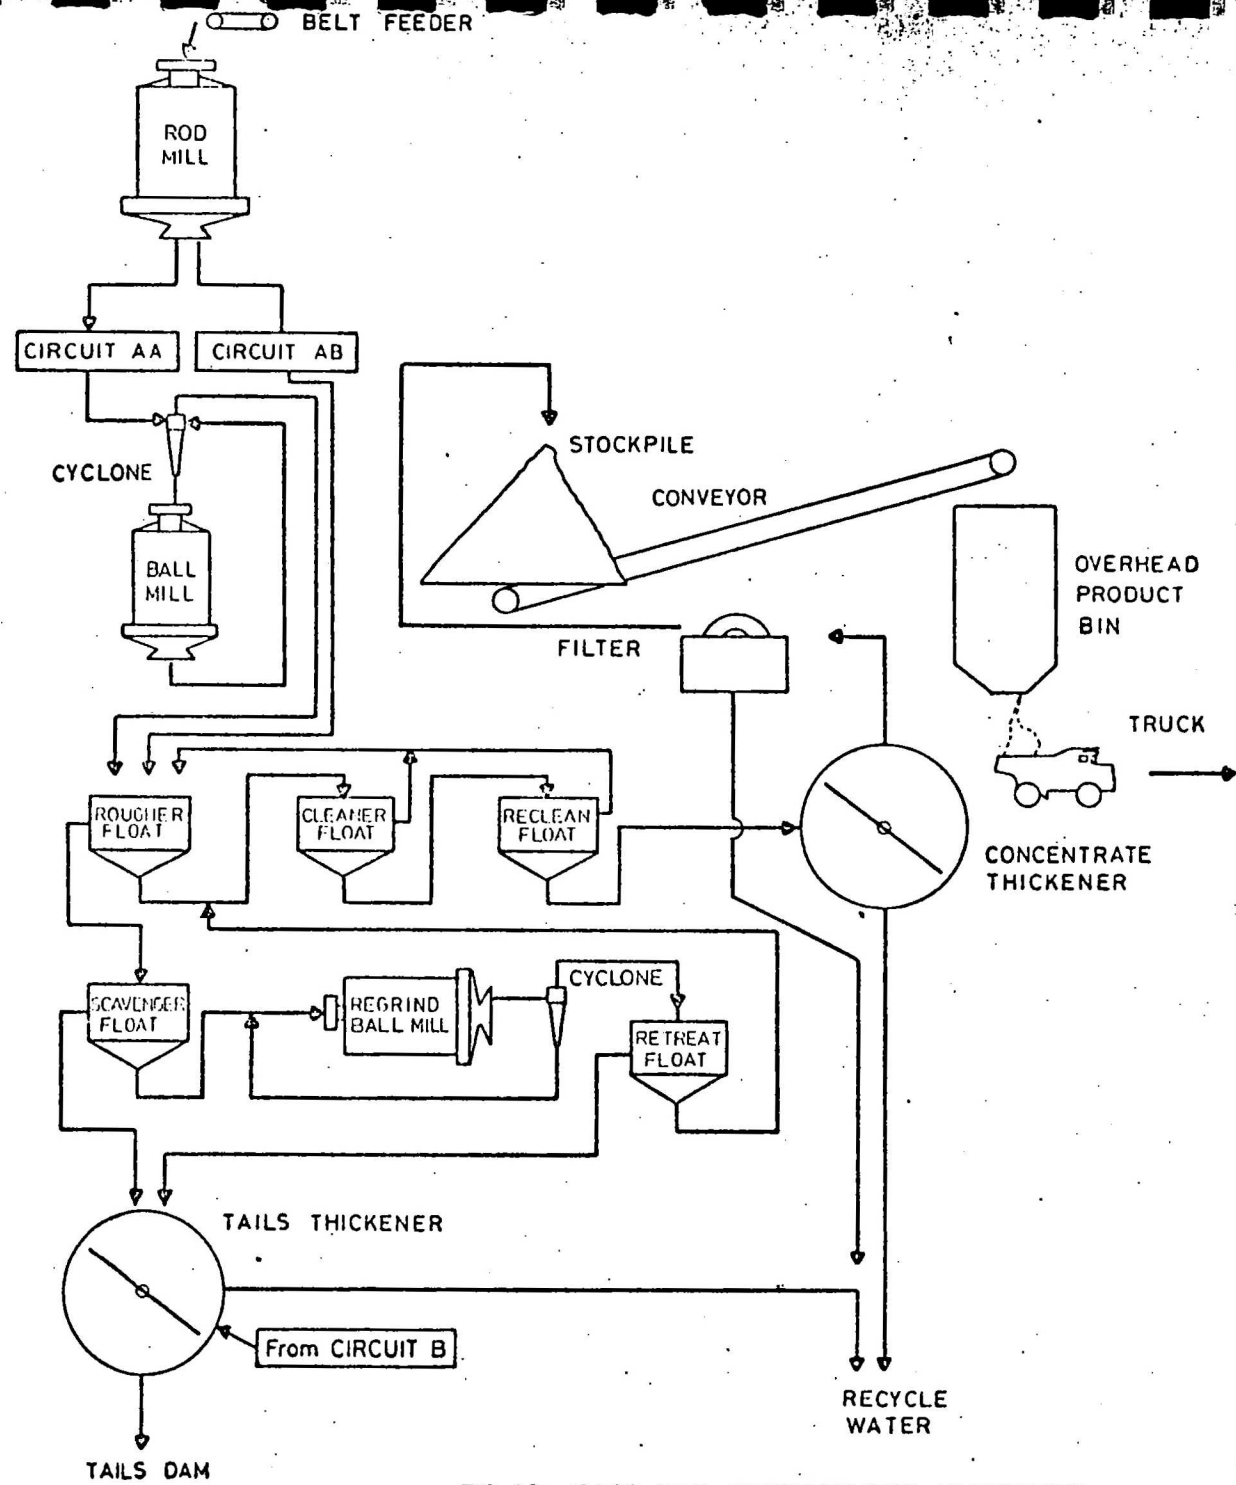 BELT FEEDER
ROD
MILL
CIRCUIT AA
CIRCUIT AB
CYCLONE
STOCKPILE
CONVEYOR
BALL
MILL
OVERHEAD
PRODUCT
BIN
FILTER
TRUCK
ROUGHER
FLOAT
CLEANER
FLOAT
RECLEAN
FLOAT
CONCENTRATE
THICKENER
SCAVENGER
FLOAT
REGRIND
BALL MILL
CYCLONE
RETREAT
FLOAT
TAILS THICKENER
From CIRCUIT B
RECYCLE
WATER
TAILS DAM